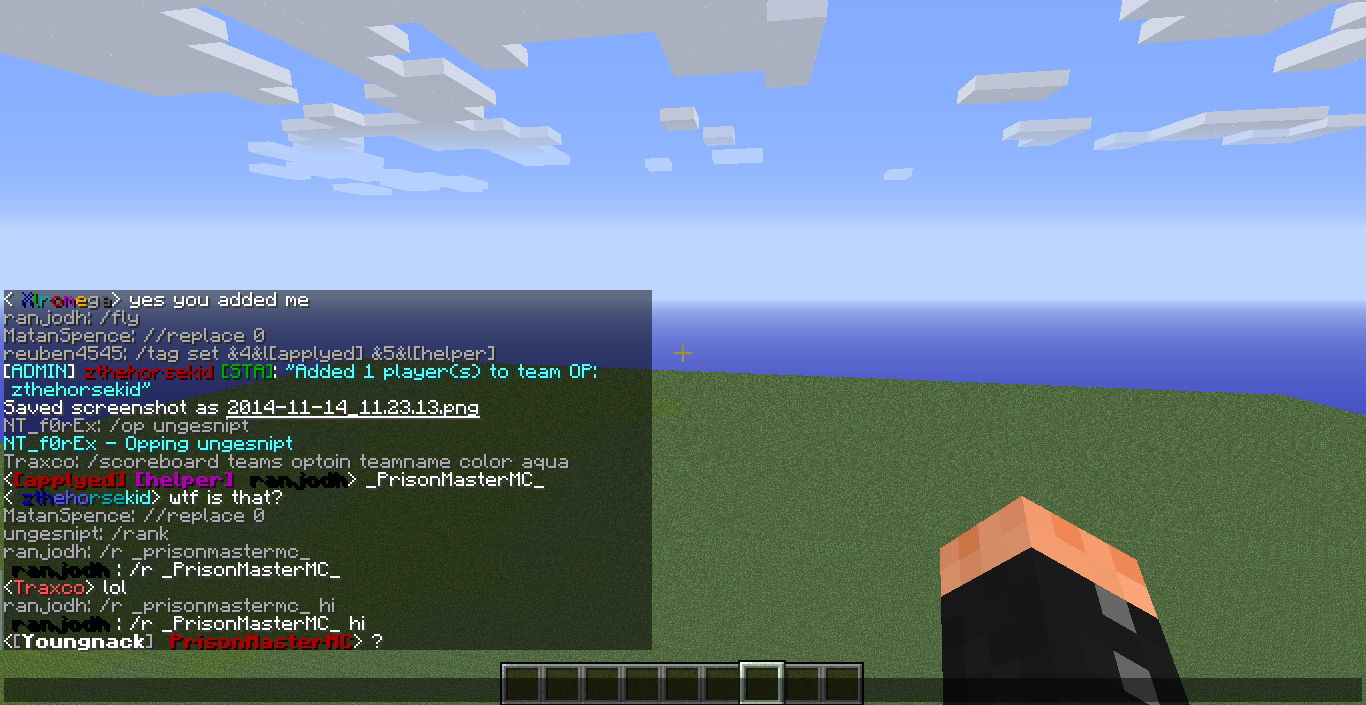 < Xlromega> yes you added me
ranjodh: /fly
MatanSpence: //replace 0
reuben4545: /tag set &4&l[applyed] &5&l[helper]
[ADMIN] zthehorsekid [STA]: "Added 1 player(s) to team OP:
zthehorsekid"
Saved screenshot as 2014-11-14_11.23.13.png
NT_f0rEx: /op ungesnipt
NT_f0rEx - Opping ungesnipt
Traxco: /scoreboard teams optoin teamname color aqua
<[applyed] [helper] ranjodh> _PrisonMasterMC_
< zthehorsekid> wtf is that?
MatanSpence: //replace 0
ungesnipt: /rank
ranjodh: /r _prisonmastermc_
ranjodh : /r _PrisonMasterMC_
<Traxco> lol
ranjodh: /r _prisonmastermc_ hi
ranjodh : /r _PrisonMasterMC_ hi
<[Youngnack] PrisonMasterMC> ?